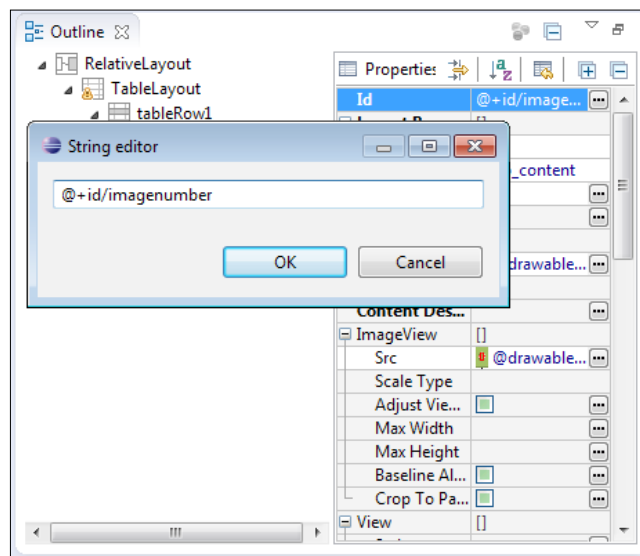 Outline
RelativeLayout
TableLayout
tableRow1
Properties
Id @+id/image...
[]
String editor
@+id/imagenumber
OK Cancel
_content
drawable...
Content Des...
ImageView []
Src @drawable...
Scale Type
Adjust Vie...
Max Width
Max Height
Baseline Al...
Crop To Pa...
View []